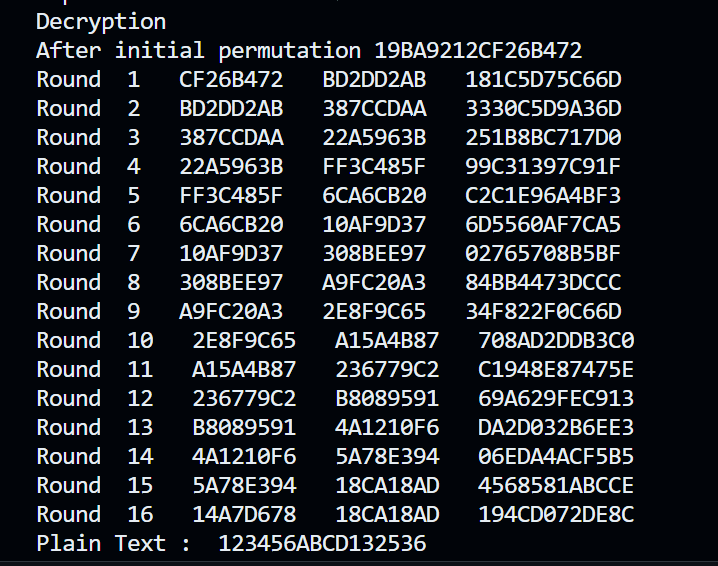 Decryption
After initial permutation 19BA9212CF26B472
Round 1 CF26B472 BD2DD2AB 181C5D75C66D
Round 2 BD2DD2AB 387CCDAA 3330C5D9A36D
Round 3 387CCDAA 22A5963B 251B8BC717D0
Round 4 22A5963B FF3C485F 99C31397C91F
Round 5 FF3C485F 6CA6CB20 C2C1E96A4BF3
Round 6 6CA6CB20 10AF9D37 6D5560AF7CA5
Round 7 10AF9D37 308BEE97 02765708B5BF
Round 8 308BEE97 A9FC20A3 84BB4473DCCC
Round 9 A9FC20A3 2E8F9C65 34F822F0C66D
Round 10 2E8F9C65 A15A4B87 708AD2DDB3C0
Round 11 A15A4B87 236779C2 C1948E87475E
Round 12 236779C2 B8089591 69A629FEC913
Round 13 B8089591 4A1210F6 DA2D032B6EE3
Round 14 4A1210F6 5A78E394 06EDA4ACF5B5
Round 15 5A78E394 18CA18AD 4568581ABCCE
Round 16 14A7D678 18CA18AD 194CD072DE8C
Plain Text : 123456ABCD132536